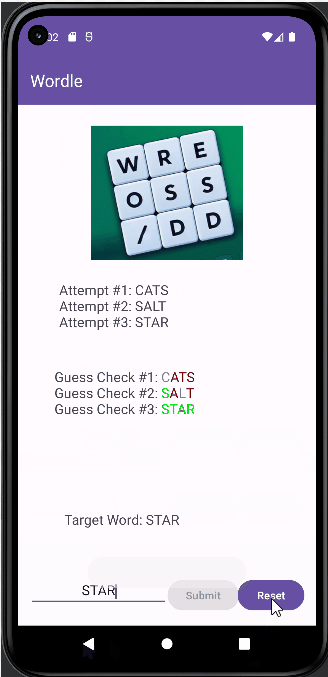 02
Wordle
W R E
O S S
/ D D
Attempt #1: CATS
Attempt #2: SALT
Attempt #3: STAR
Guess Check #1: CATS
Guess Check #2: SALT
Guess Check #3: STAR
Target Word: STAR
STAR
Submit
Reset